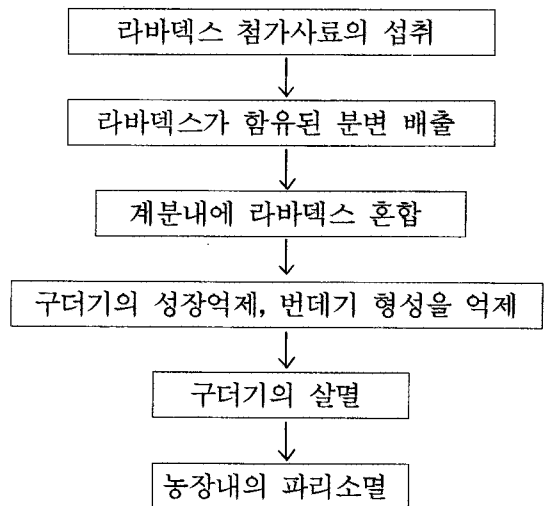 라바덱스 첨가사료의 섭취
라바덱스가 함유된 분변 배출
계분내에 라바덱스 혼합
구더기의 성장억제, 번데기 형성을 억제
구더기의 살멸
농장내의 파리소멸